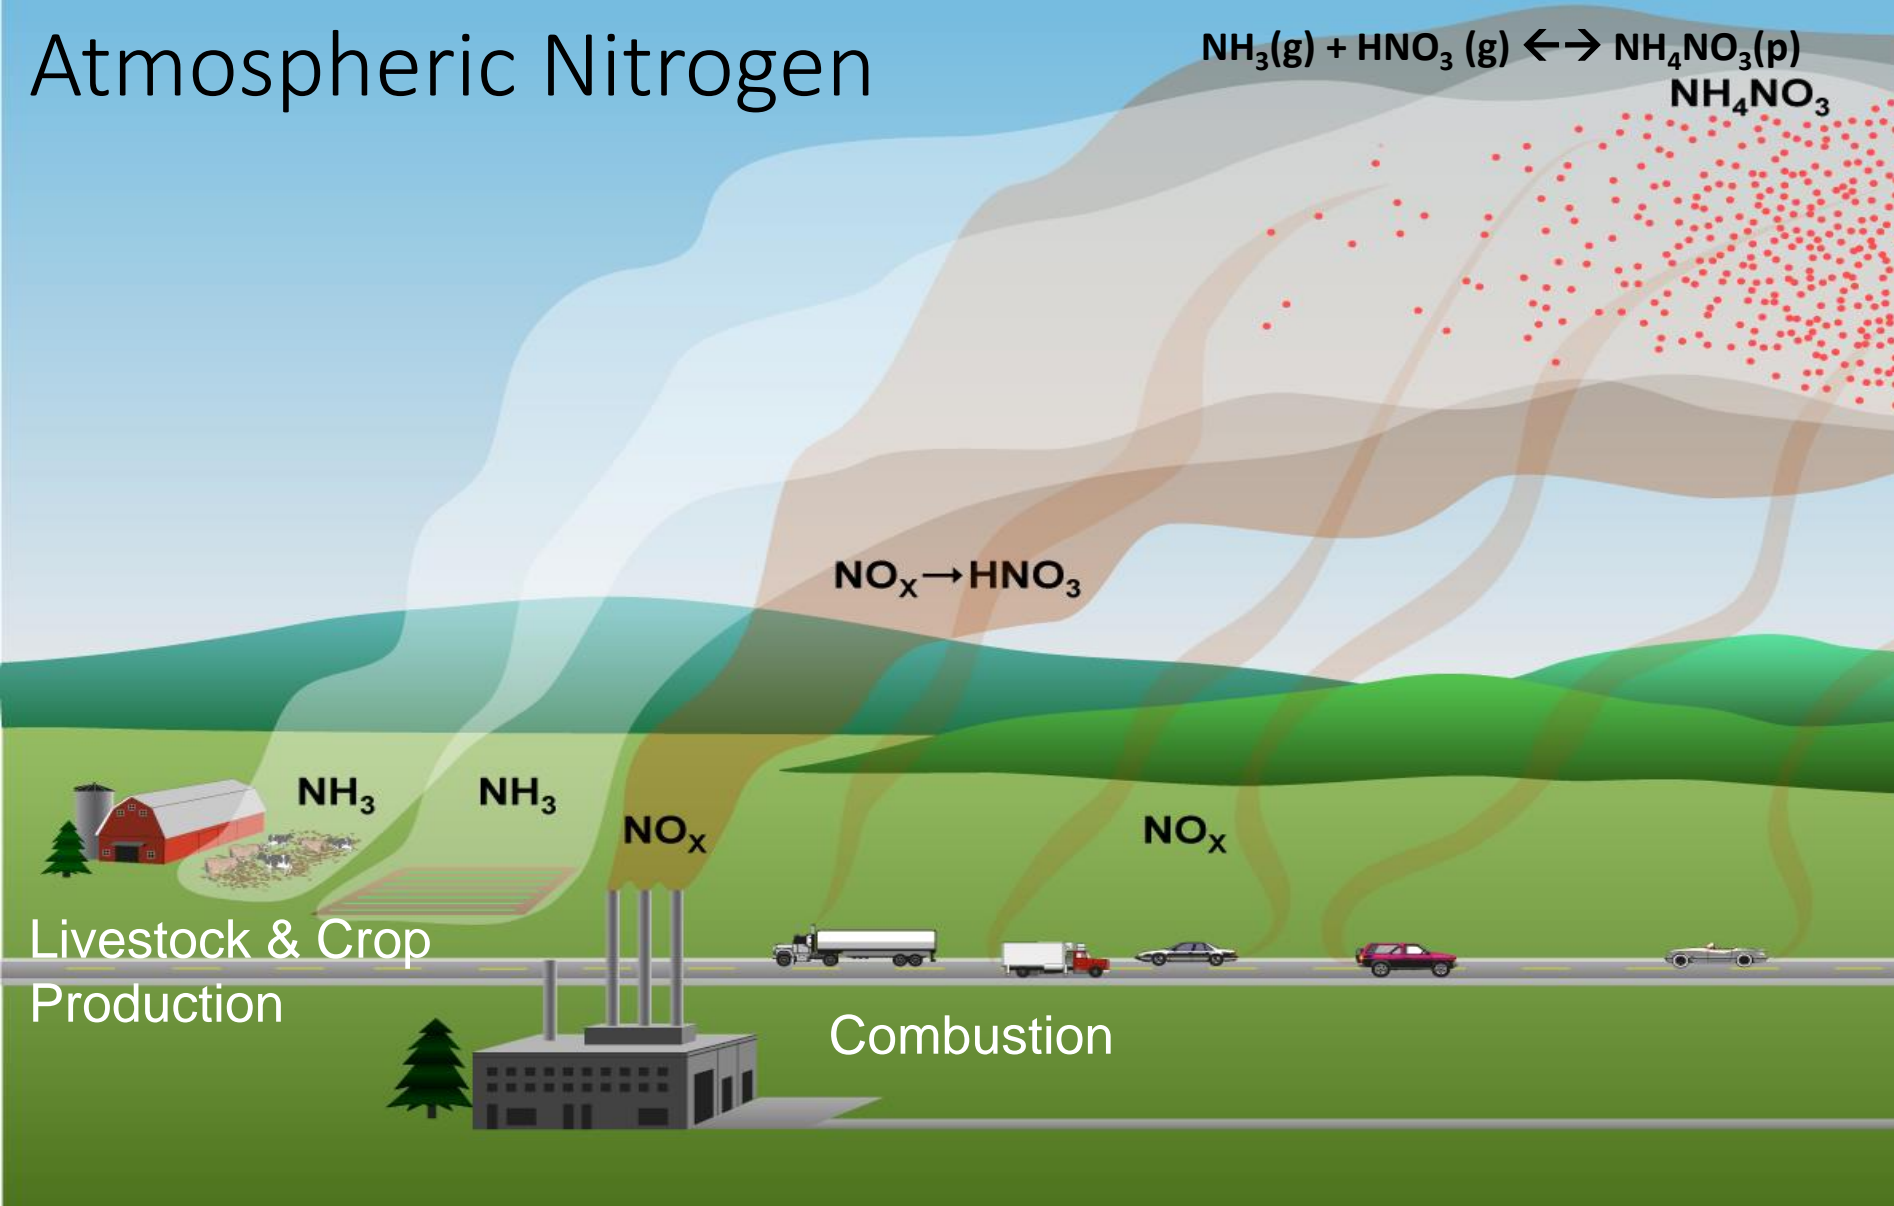 Atmospheric Nitrogen
NH₃(g) + HNO₃ (g) ←→ NH₄NO₃(p)
NH₄NO₃
NOₓ→HNO₃
NH₃
NH₃
NOₓ
NOₓ
Livestock & Crop
Production
Combustion